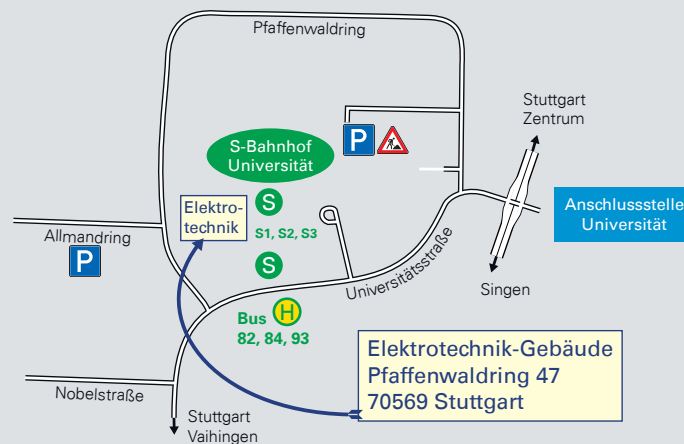 Pfaffenwaldring
Stuttgart
Zentrum
P
S-Bahnhof
Universität
S
Elektro-
technik
S1, S2, S3
Anschlussstelle
Universität
Allmandring
P
S
Universitätsstraße
Singen
H
Bus
82, 84, 93
Elektrotechnik-Gebäude
Pfaffenwaldring 47
70569 Stuttgart
Nobelstraße
Stuttgart
Vaihingen